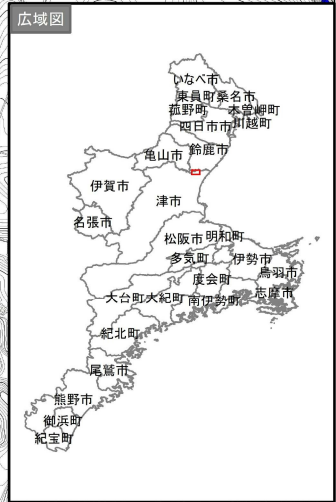 広域図
いなべ市
東員町 桑名市
菰野町 木曽岬町
四日市市 川越町
亀山市 鈴鹿市
伊賀市
津市
名張市
松阪市 明和町
多気町 伊勢市
鳥羽市
度会町
大台町 大紀町 南伊勢町 志摩市
紀北町
尾鷲市
熊野市
御浜町
紀宝町